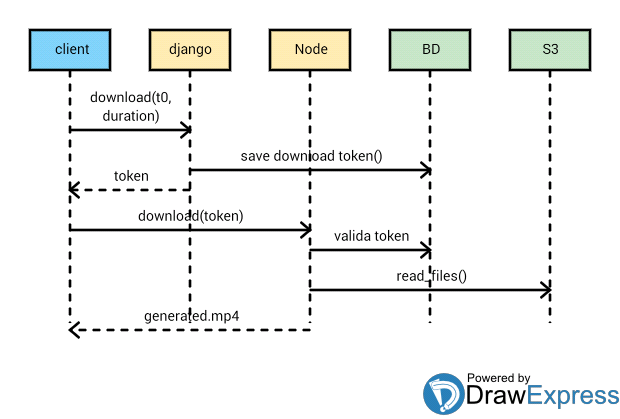 client
django
Node
BD
S3
download(t0,
duration)
save download token()
token
download(token)
valida token
read_files()
generated.mp4
Powered by
DrawExpress